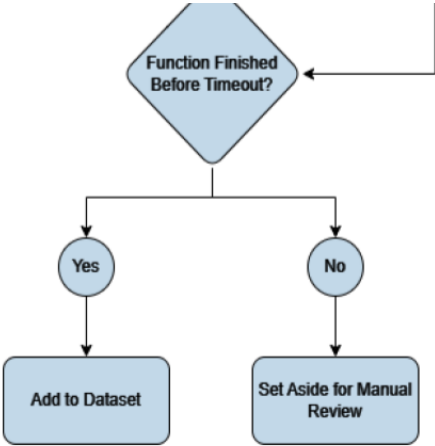 Function Finished
Before Timeout?
Yes
No
Add to Dataset
Set Aside for Manual
Review